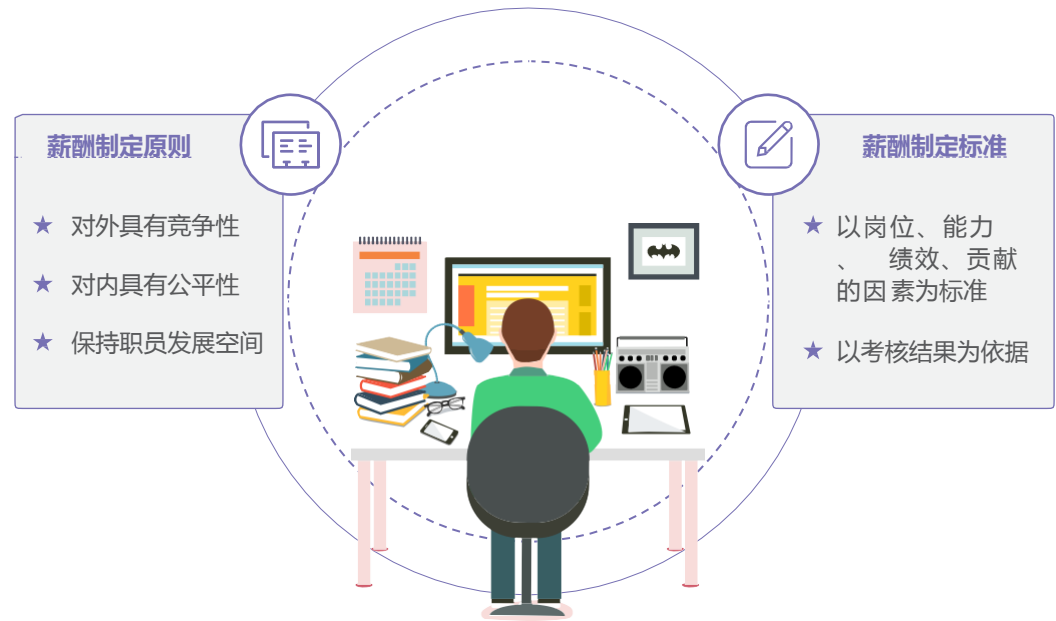 薪酬制定原则
对外具有竞争性
对内具有公平性
保持职员发展空间
薪酬制定标准
以岗位、能力
、 绩效、贡献
的因素为标准
以考核结果为依据